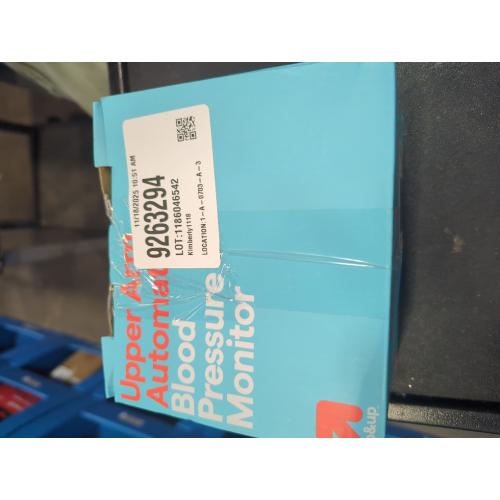 11/18/2025 10:51 AM
9263294
LOT:1186046542
Kimberly1118
LOCATION:1-A-0703-A-3
Upper Arm
Automat
Blood
Pressure
Monitor
&up